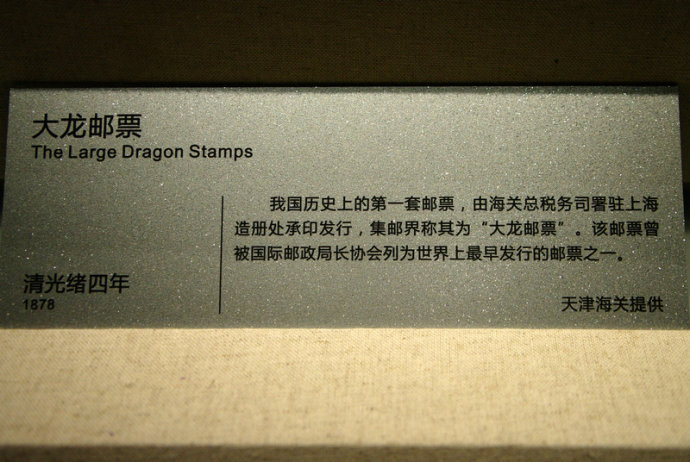 大龙邮票
The Large Dragon Stamps
我国历史上的第一套邮票，由海关总税务司署驻上海
造册处承印发行，集邮界称其为“大龙邮票”。该邮票曾
被国际邮政局长协会列为世界上最早发行的邮票之一。
清光绪四年
1878
天津海关提供